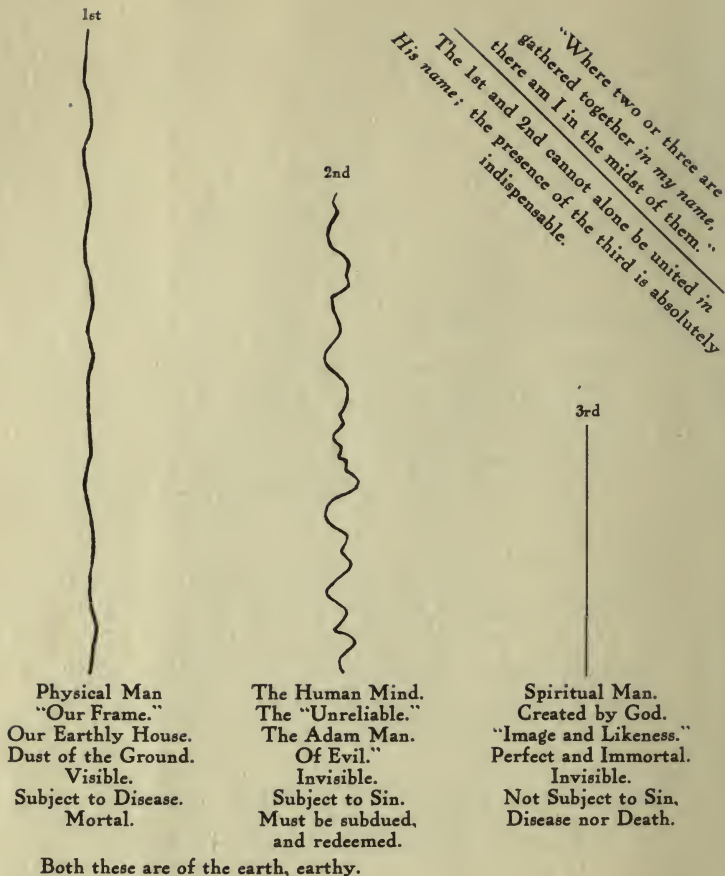 1st
"Where two or three are
gathered together in my name,
there am I in the midst of them."
The 1st and 2nd cannot alone be united in
His name; the presence of the third is absolutely
indispensable.
2nd
3rd
Physical Man
"Our Frame."
Our Earthly House.
Dust of the Ground.
Visible.
Subject to Disease.
Mortal.
The Human Mind.
The "Unreliable."
The Adam Man.
Of Evil."
Invisible.
Subject to Sin.
Must be subdued,
and redeemed.
Spiritual Man.
Created by God.
"Image and Likeness."
Perfect and Immortal.
Invisible.
Not Subject to Sin,
Disease nor Death.
Both these are of the earth, earthy.